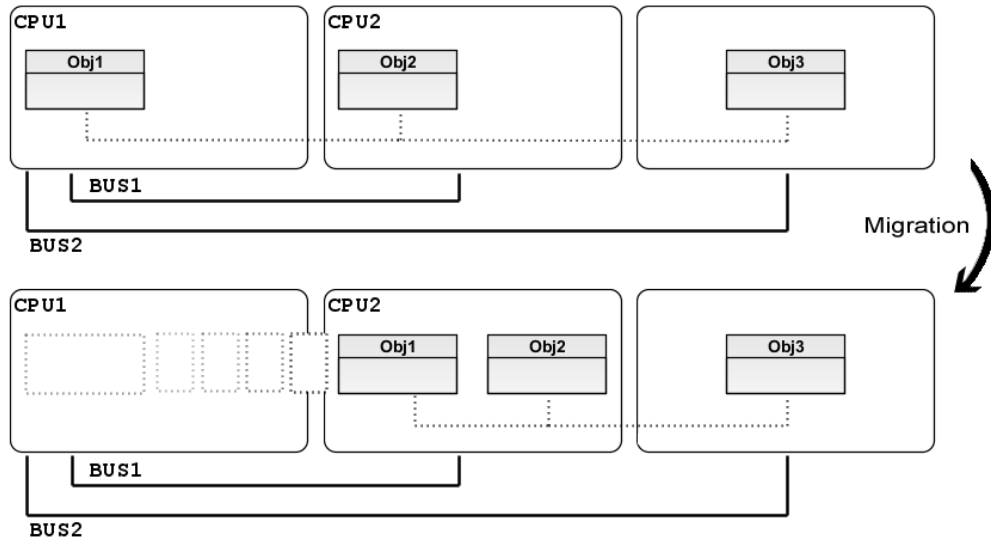 CPU1
CPU2
Obj1
Obj2
Obj3
BUS1
BUS2
Migration
CPU1
CPU2
Obj1
Obj2
Obj3
BUS1
BUS2